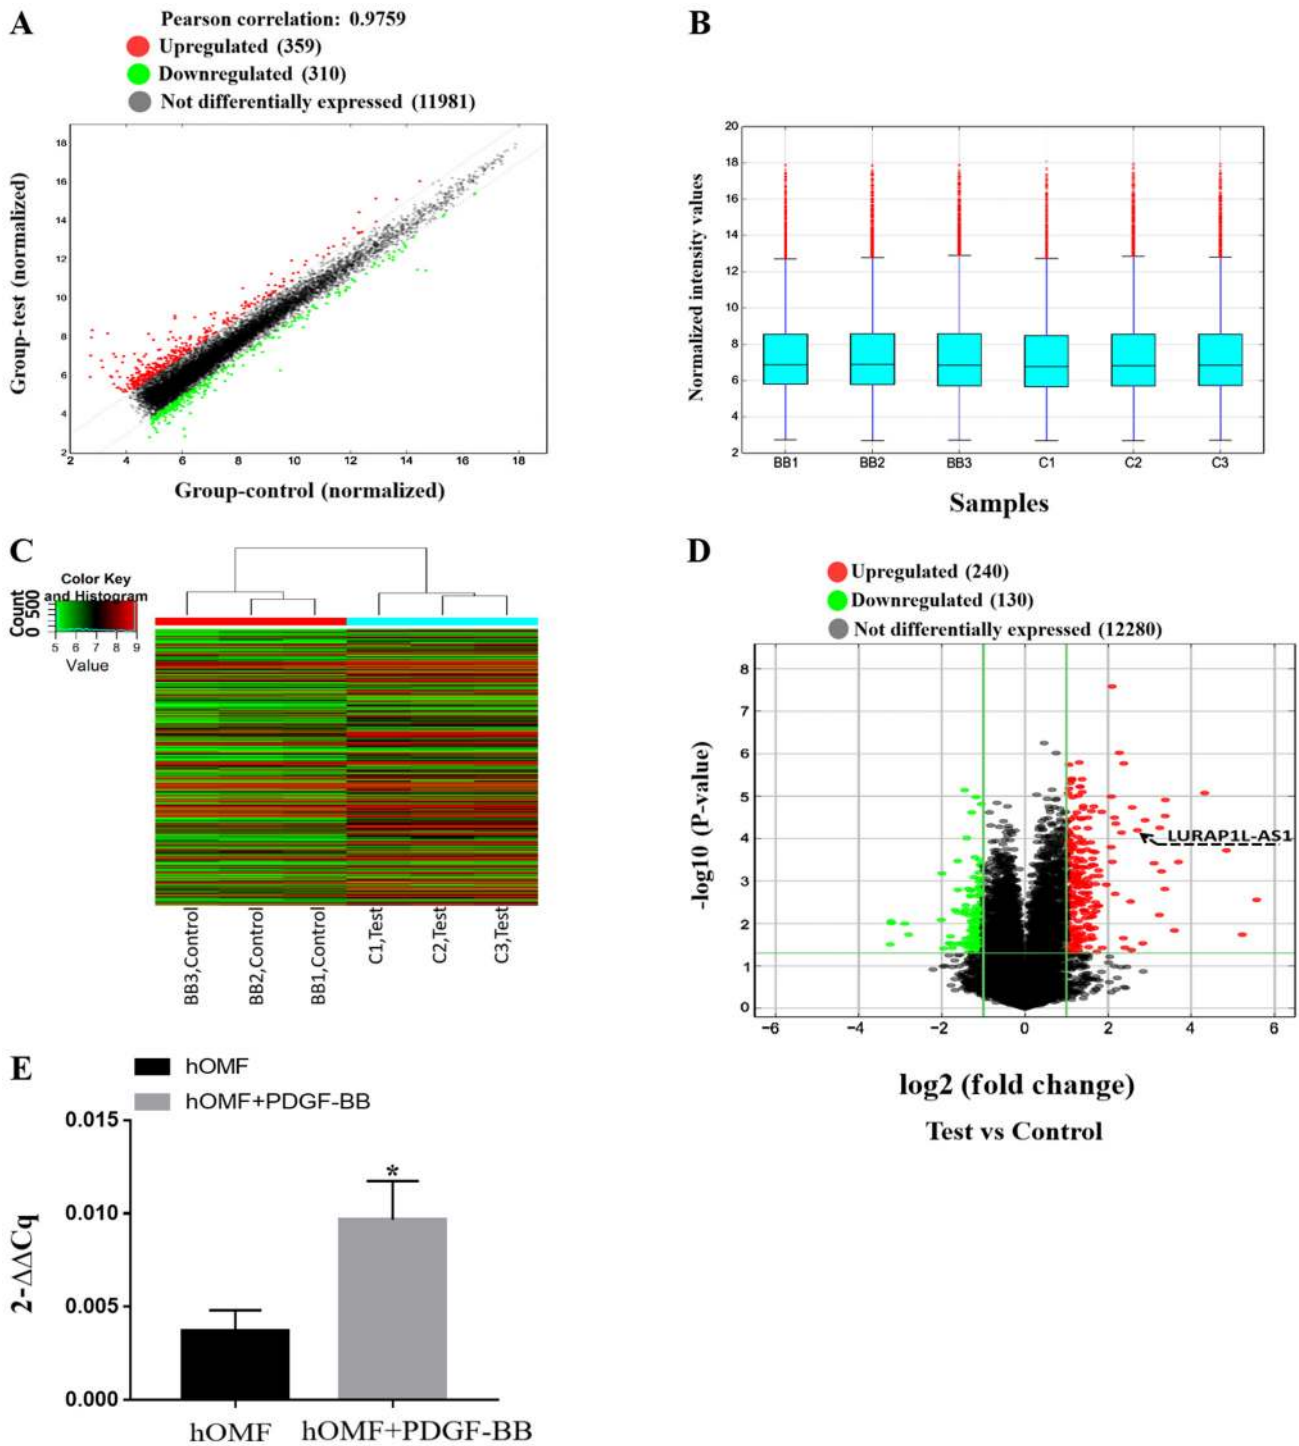 A
Pearson correlation: 0.9759
Upregulated (359)
Downregulated (310)
Not differentially expressed (11981)
Group-test (normalized)
18
16
14
12
10
8
6
4
2
2 4 6 8 10 12 14 16 18
Group-control (normalized)
B
Normalized intensity values
20
18
16
14
12
10
8
6
4
2
BB1 BB2 BB3 C1 C2 C3
Samples
C
Color Key
and Histogram
Count
0 500
5 6 7 8 9
Value
BB3,Control
BB2,Control
BB1,Control
C1,Test
C2,Test
C3,Test
D
Upregulated (240)
Downregulated (130)
Not differentially expressed (12280)
-log10 (P-value)
8
7
6
5
4
3
2
1
0
LURAP1L-AS1
−6 −4 −2 0 2 4 6
log2 (fold change)
Test vs Control
E
hOMF
hOMF+PDGF-BB
2-ΔΔCq
0.015
0.010
0.005
0.000
*
hOMF hOMF+PDGF-BB